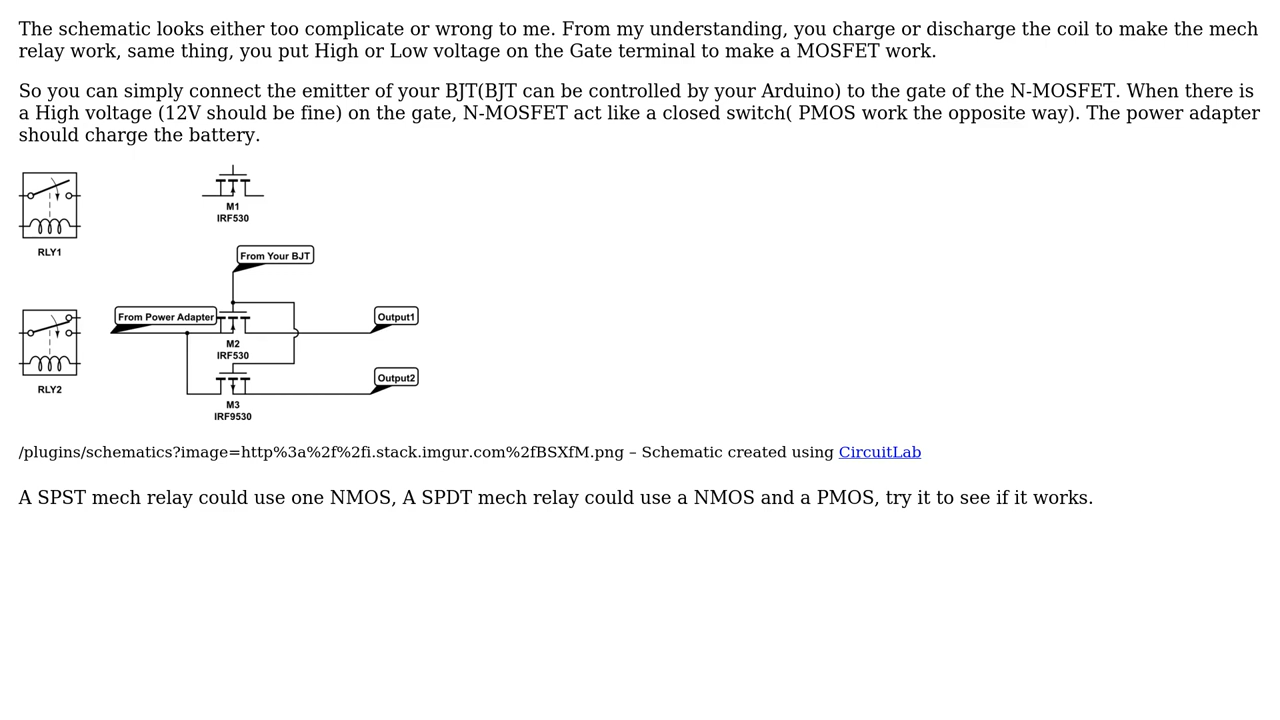 The schematic looks either too complicate or wrong to me. From my understanding, you charge or discharge the coil to make the mech
relay work, same thing, you put High or Low voltage on the Gate terminal to make a MOSFET work.
So you can simply connect the emitter of your BJT(BJT can be controlled by your Arduino) to the gate of the N-MOSFET. When there is
a High voltage (12V should be fine) on the gate, N-MOSFET act like a closed switch( PMOS work the opposite way). The power adapter
should charge the battery.
M1
IRF530
RLY1
From Your BJT
From Power Adapter
Output1
M2
IRF530
Output2
RLY2
M3
IRF9530
/plugins/schematics?image=http%3a%2f%2fi.stack.imgur.com%2fBSXfM.png – Schematic created using CircuitLab
A SPST mech relay could use one NMOS, A SPDT mech relay could use a NMOS and a PMOS, try it to see if it works.